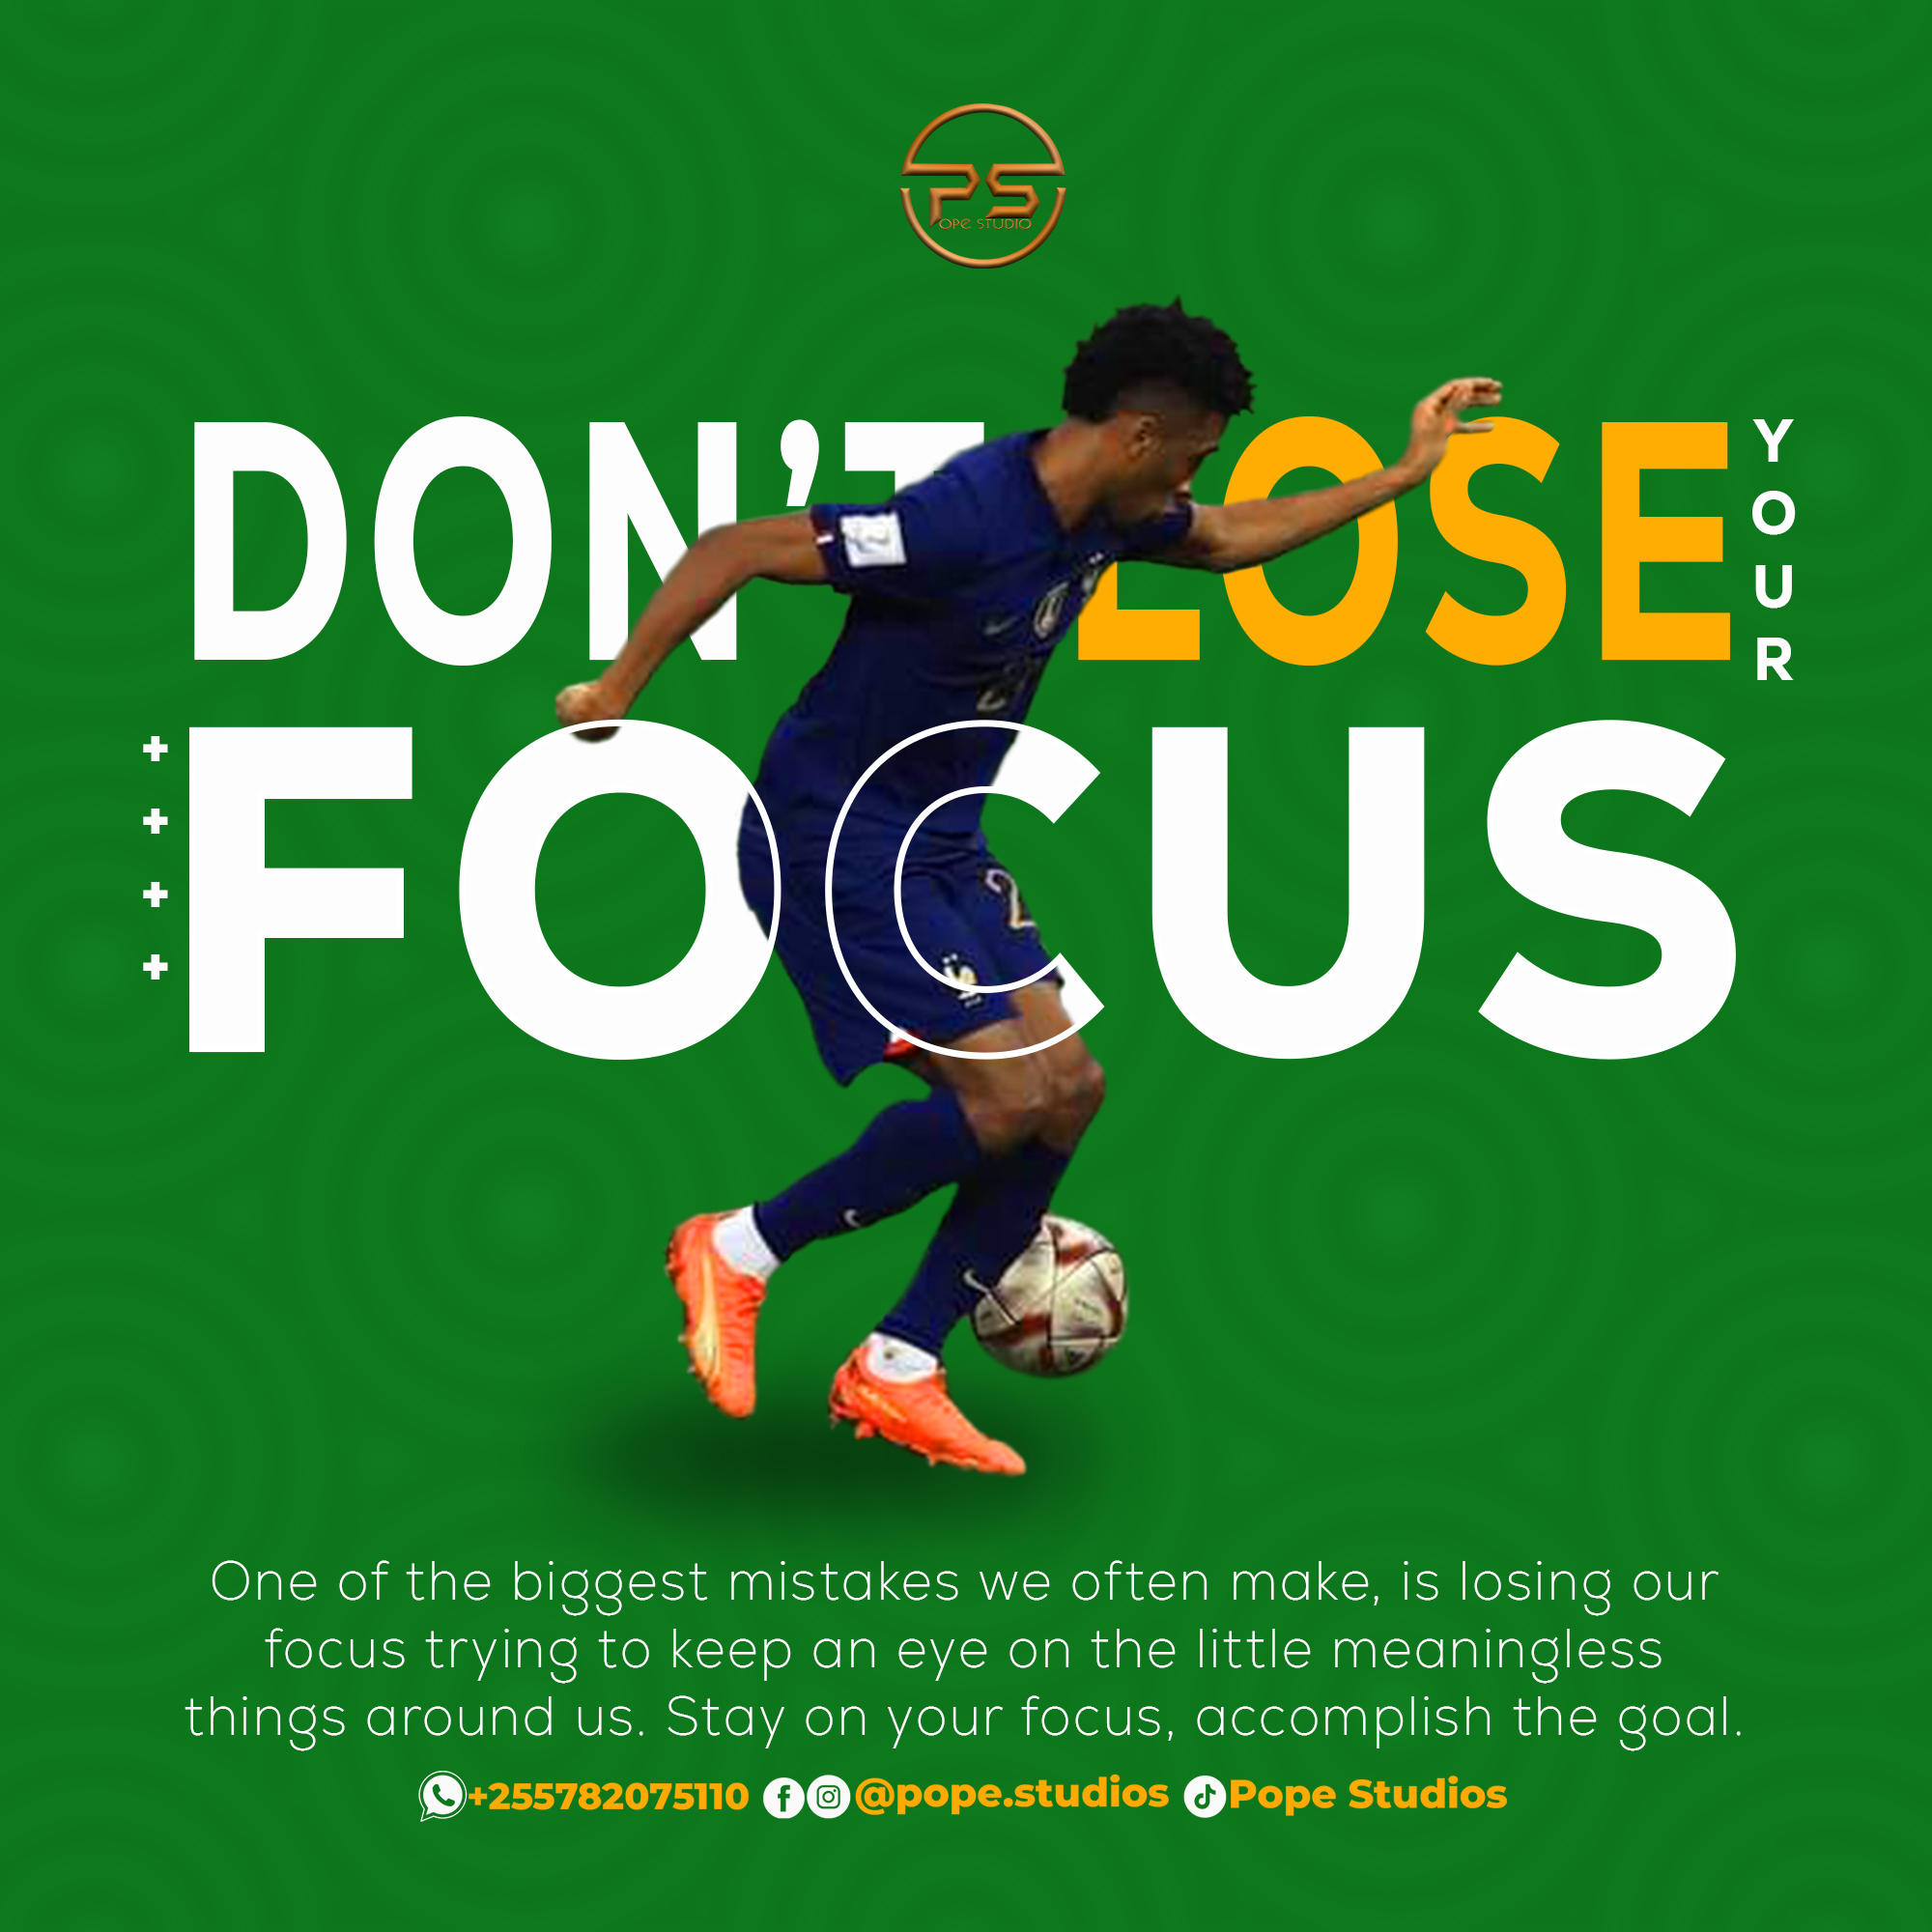 PS
POPE STUDIO
DON'T LOSE
YOUR
FOCUS
2
One of the biggest mistakes we often make, is losing our
focus trying to keep an eye on the little meaningless
things around us. Stay on your focus, accomplish the goal.
+255782075110 @pope.studios Pope Studios